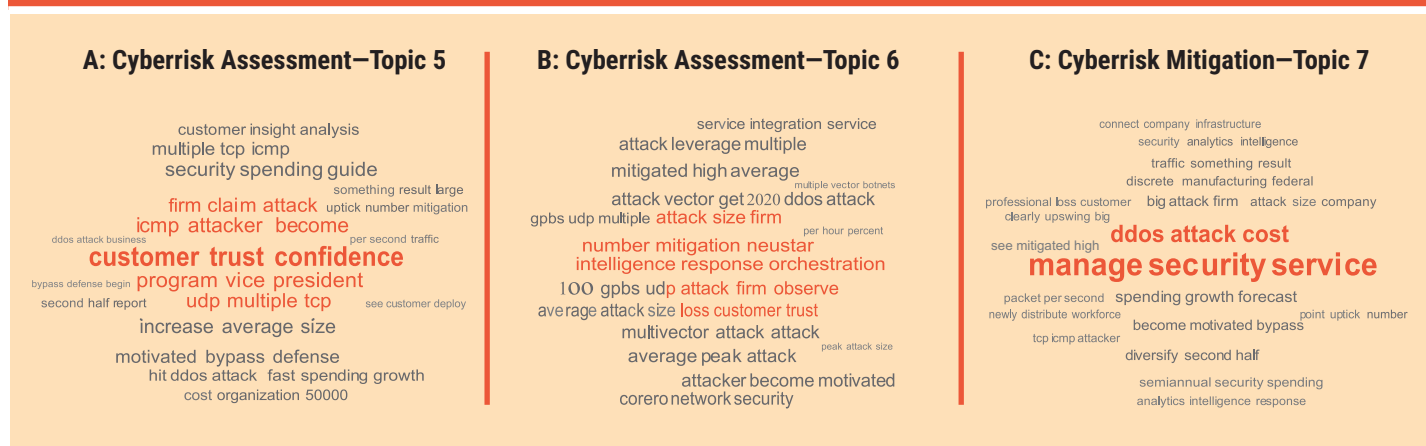 A: Cyberrisk Assessment—Topic 5
customer insight analysis
multiple tcp icmp
security spending guide
something result large
firm claim attack uptick number mitigation
icmp attacker become
ddos attack business per second traffic
customer trust confidence
bypass defense begin program vice president
second half report udp multiple tcp see customer deploy
increase average size
motivated bypass defense
hit ddos attack fast spending growth
cost organization 50000
B: Cyberrisk Assessment—Topic 6
service integration service
attack leverage multiple
mitigated high average
multiple vector botnets
attack vector get 2020 ddos attack
gpbs udp multiple attack size firm
per hour percent
number mitigation neustar
intelligence response orchestration
100 gpbs udp attack firm observe
average attack size loss customer trust
multivector attack attack
peak attack size
average peak attack
attacker become motivated
corero network security
C: Cyberrisk Mitigation—Topic 7
connect company infrastructure
security analytics intelligence
traffic something result
discrete manufacturing federal
professional loss customer big attack firm attack size company
clearly upswing big
see mitigated high ddos attack cost
manage security service
packet per second spending growth forecast
newly distribute workforce point uptick number
become motivated bypass
tcp icmp attacker
diversify second half
semiannual security spending
analytics intelligence response